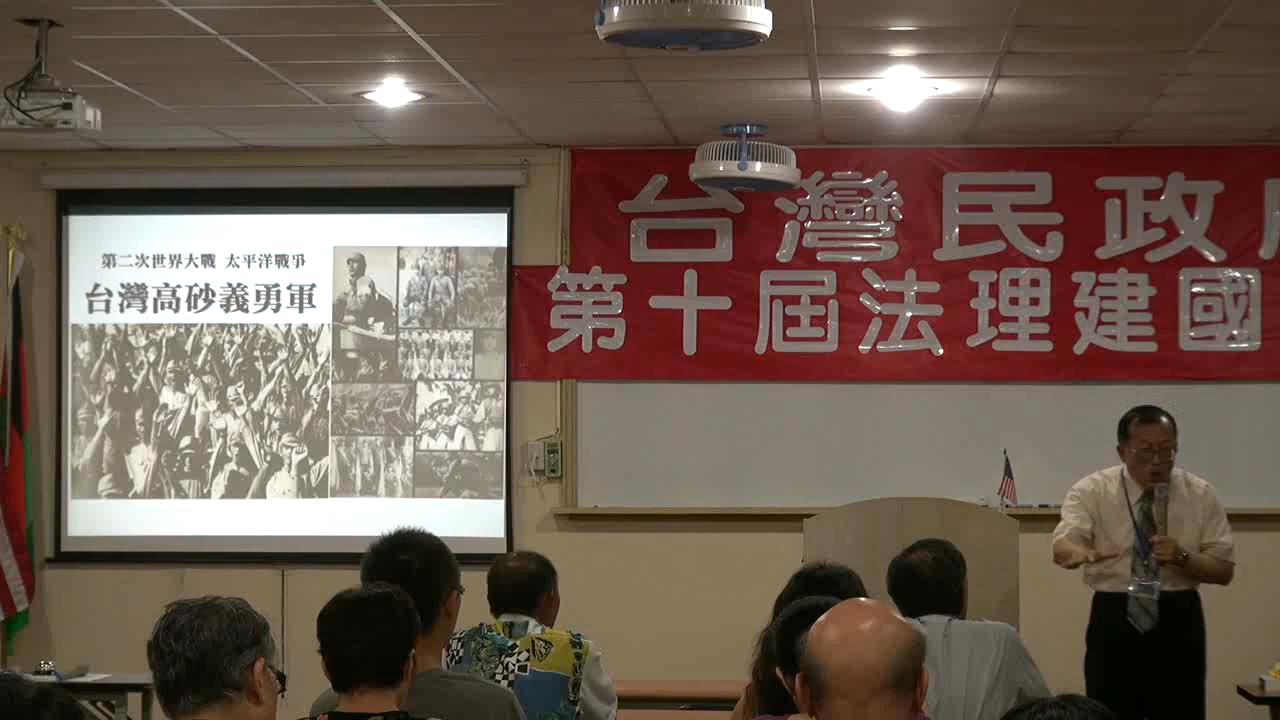 第二次世界大戰 太平洋戰爭
台灣高砂義勇軍
台灣民政
第十屆法理建國